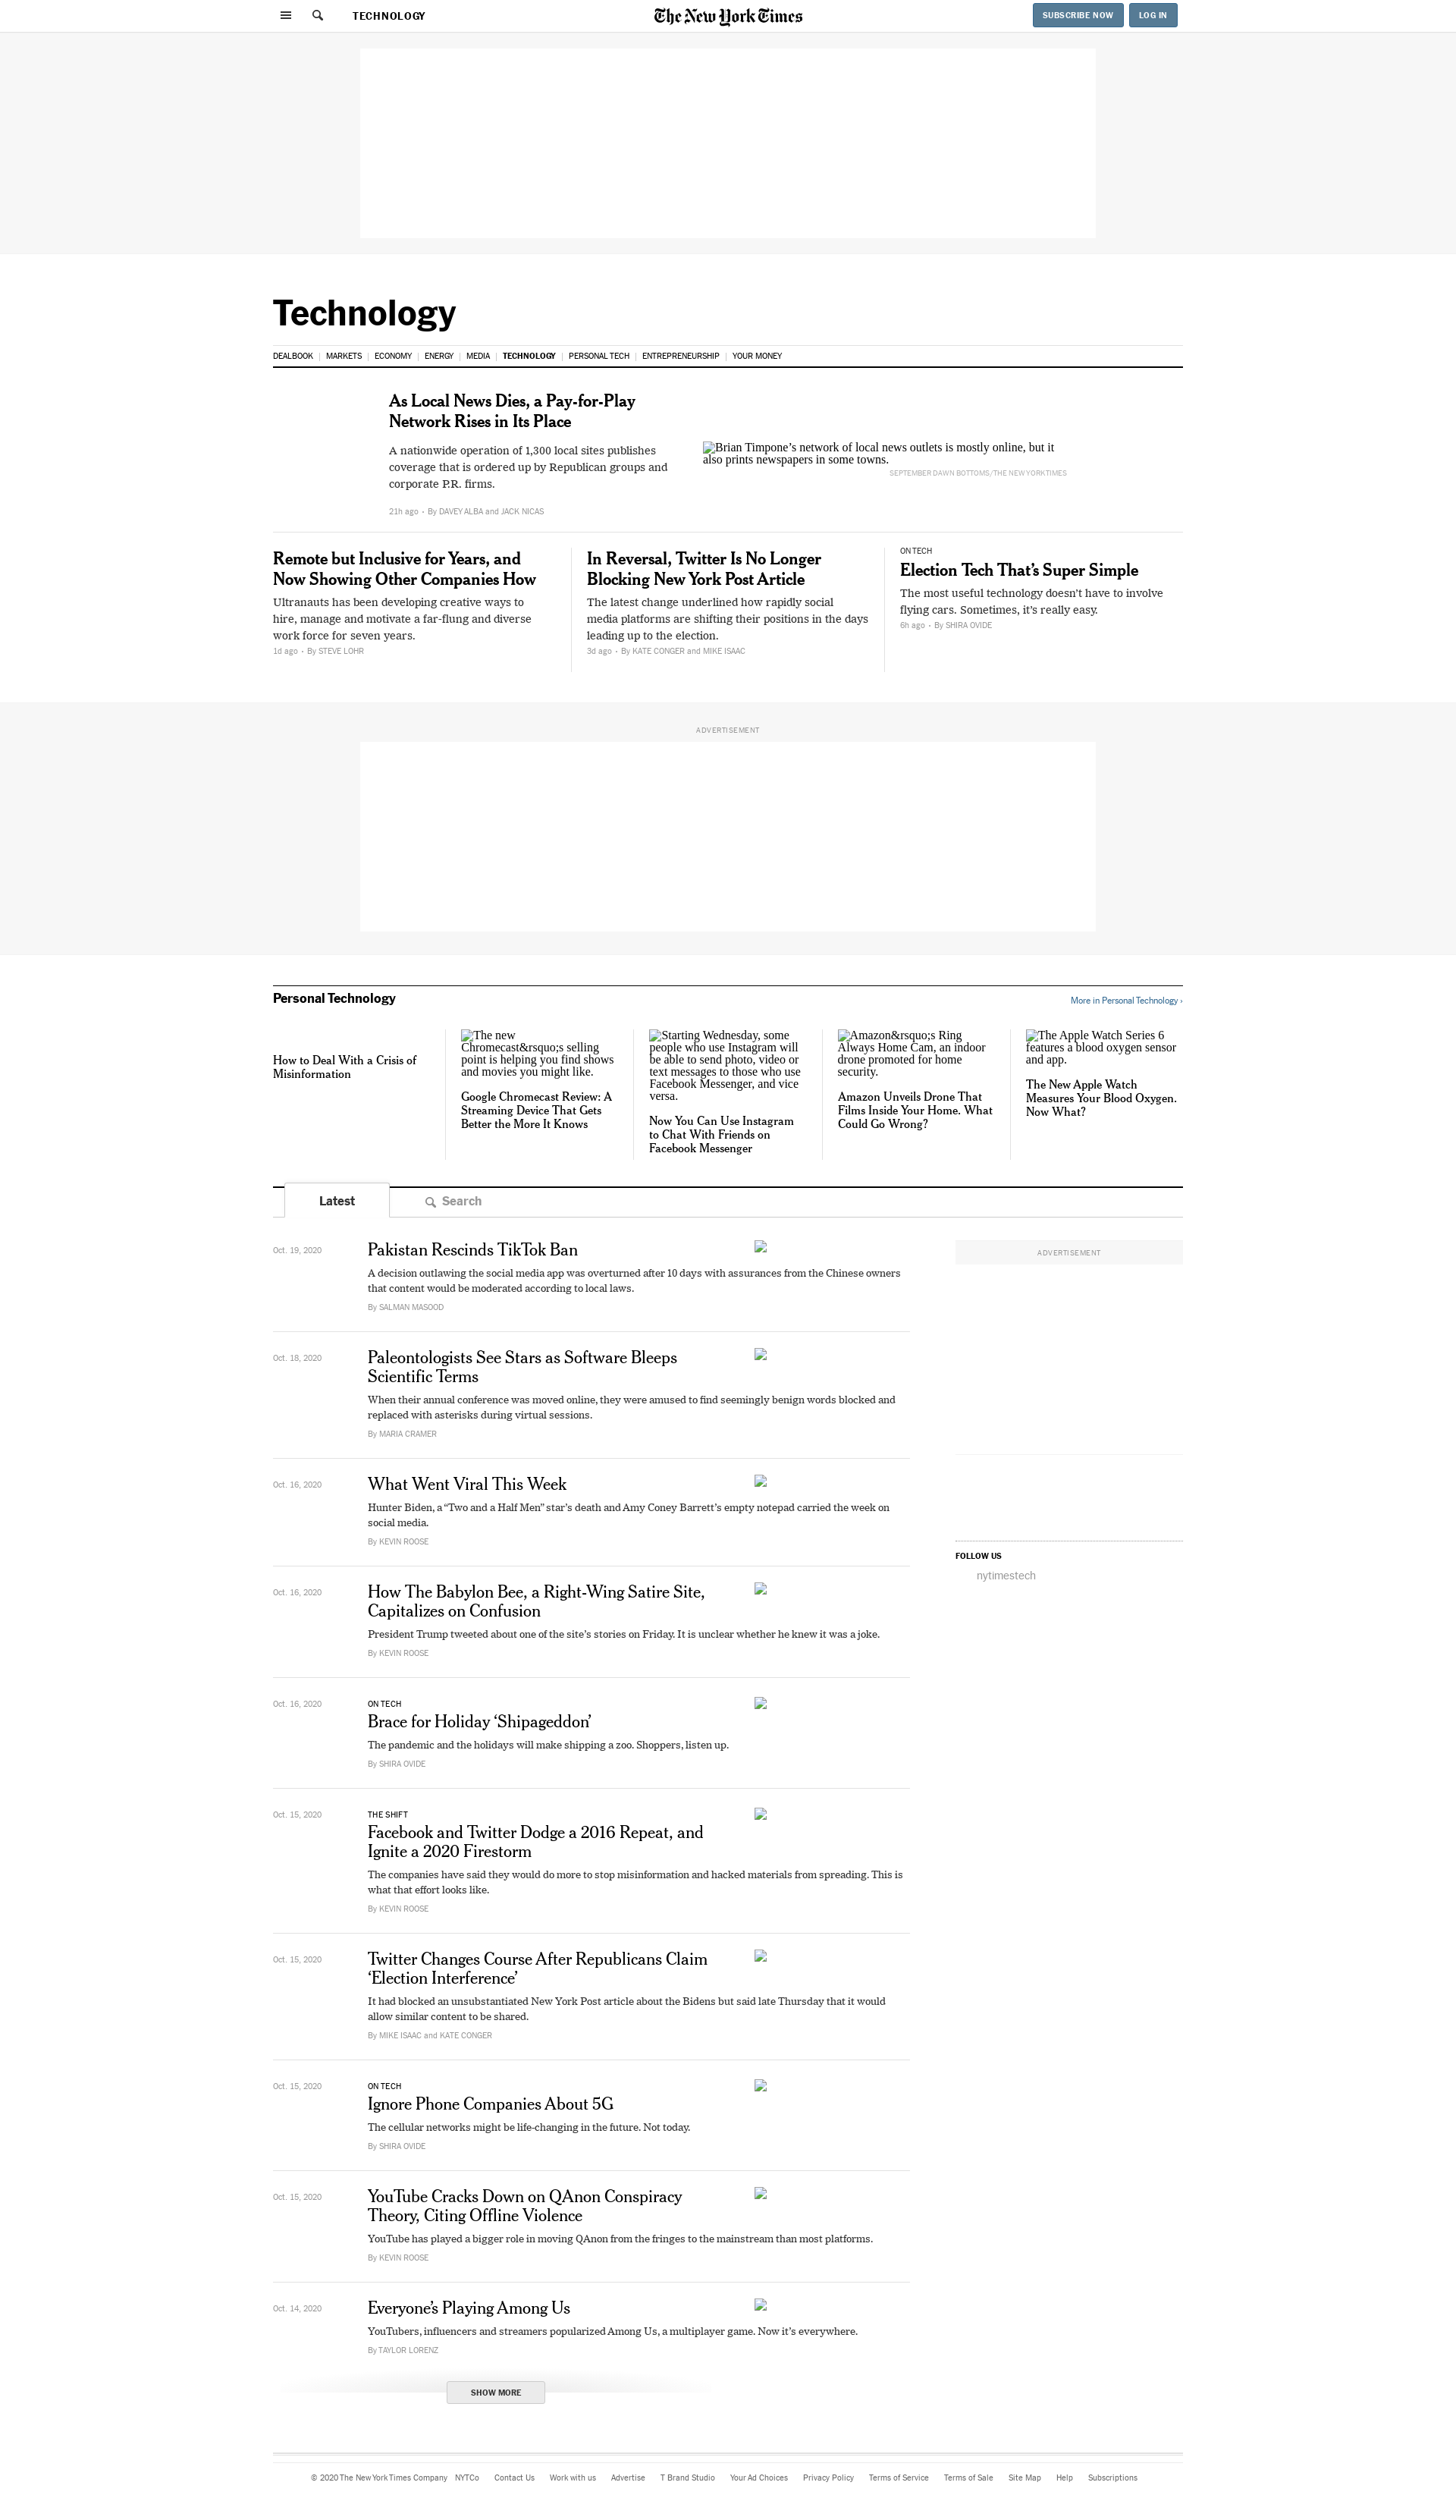 TECHNOLOGY
The New York Times
SUBSCRIBE NOW
LOG IN
Technology
DEALBOOK
MARKETS
ECONOMY
ENERGY
MEDIA
TECHNOLOGY
PERSONAL TECH
ENTREPRENEURSHIP
YOUR MONEY
As Local News Dies, a Pay-for-Play
Network Rises in Its Place
A nationwide operation of 1,300 local sites publishes
coverage that is ordered up by Republican groups and
corporate P.R. firms.
21h ago • By DAVEY ALBA and JACK NICAS
Brian Timpone’s network of local news outlets is mostly online, but it
also prints newspapers in some towns.
SEPTEMBER DAWN BOTTOMS/THE NEW YORK TIMES
Remote but Inclusive for Years, and
Now Showing Other Companies How
Ultranauts has been developing creative ways to
hire, manage and motivate a far-flung and diverse
work force for seven years.
1d ago • By STEVE LOHR
In Reversal, Twitter Is No Longer
Blocking New York Post Article
The latest change underlined how rapidly social
media platforms are shifting their positions in the days
leading up to the election.
3d ago • By KATE CONGER and MIKE ISAAC
ON TECH
Election Tech That’s Super Simple
The most useful technology doesn’t have to involve
flying cars. Sometimes, it’s really easy.
6h ago • By SHIRA OVIDE
ADVERTISEMENT
Personal Technology
More in Personal Technology ›
How to Deal With a Crisis of
Misinformation
The new
Chromecast&rsquo;s selling
point is helping you find shows
and movies you might like.
Google Chromecast Review: A
Streaming Device That Gets
Better the More It Knows
Starting Wednesday, some
people who use Instagram will
be able to send photo, video or
text messages to those who use
Facebook Messenger, and vice
versa.
Now You Can Use Instagram
to Chat With Friends on
Facebook Messenger
Amazon&rsquo;s Ring
Always Home Cam, an indoor
drone promoted for home
security.
Amazon Unveils Drone That
Films Inside Your Home. What
Could Go Wrong?
The Apple Watch Series 6
features a blood oxygen sensor
and app.
The New Apple Watch
Measures Your Blood Oxygen.
Now What?
Latest
Search
Oct. 19, 2020
Pakistan Rescinds TikTok Ban
A decision outlawing the social media app was overturned after 10 days with assurances from the Chinese owners
that content would be moderated according to local laws.
By SALMAN MASOOD
ADVERTISEMENT
Oct. 18, 2020
Paleontologists See Stars as Software Bleeps
Scientific Terms
When their annual conference was moved online, they were amused to find seemingly benign words blocked and
replaced with asterisks during virtual sessions.
By MARIA CRAMER
Oct. 16, 2020
What Went Viral This Week
Hunter Biden, a “Two and a Half Men” star’s death and Amy Coney Barrett’s empty notepad carried the week on
social media.
By KEVIN ROOSE
FOLLOW US
nytimestech
Oct. 16, 2020
How The Babylon Bee, a Right-Wing Satire Site,
Capitalizes on Confusion
President Trump tweeted about one of the site’s stories on Friday. It is unclear whether he knew it was a joke.
By KEVIN ROOSE
Oct. 16, 2020
ON TECH
Brace for Holiday ‘Shipageddon’
The pandemic and the holidays will make shipping a zoo. Shoppers, listen up.
By SHIRA OVIDE
Oct. 15, 2020
THE SHIFT
Facebook and Twitter Dodge a 2016 Repeat, and
Ignite a 2020 Firestorm
The companies have said they would do more to stop misinformation and hacked materials from spreading. This is
what that effort looks like.
By KEVIN ROOSE
Oct. 15, 2020
Twitter Changes Course After Republicans Claim
‘Election Interference’
It had blocked an unsubstantiated New York Post article about the Bidens but said late Thursday that it would
allow similar content to be shared.
By MIKE ISAAC and KATE CONGER
Oct. 15, 2020
ON TECH
Ignore Phone Companies About 5G
The cellular networks might be life-changing in the future. Not today.
By SHIRA OVIDE
Oct. 15, 2020
YouTube Cracks Down on QAnon Conspiracy
Theory, Citing Offline Violence
YouTube has played a bigger role in moving QAnon from the fringes to the mainstream than most platforms.
By KEVIN ROOSE
Oct. 14, 2020
Everyone’s Playing Among Us
YouTubers, influencers and streamers popularized Among Us, a multiplayer game. Now it’s everywhere.
By TAYLOR LORENZ
SHOW MORE
© 2020 The New York Times Company
NYTCo
Contact Us
Work with us
Advertise
T Brand Studio
Your Ad Choices
Privacy Policy
Terms of Service
Terms of Sale
Site Map
Help
Subscriptions